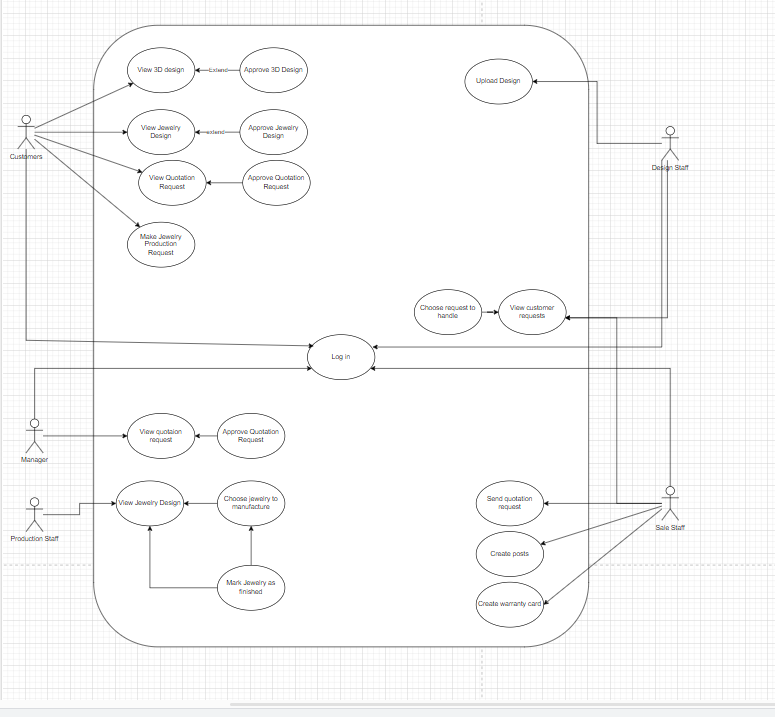 View 3D design
Extend
Approve 3D Design
Upload Design
View Jewelry
Design
extend
Approve Jewelry
Design
Customers
Design Staff
View Quotation
Request
Approve Quotation
Request
Make Jewelry
Production
Request
Choose request to
handle
View customer
requests
Log in
View quotaion
request
Approve Quotation
Request
Manager
View Jewelry Design
Choose jewelry to
manufacture
Send quotation
request
Production Staff
Sale Staff
Create posts
Mark Jewelry as
finished
Create warranty card